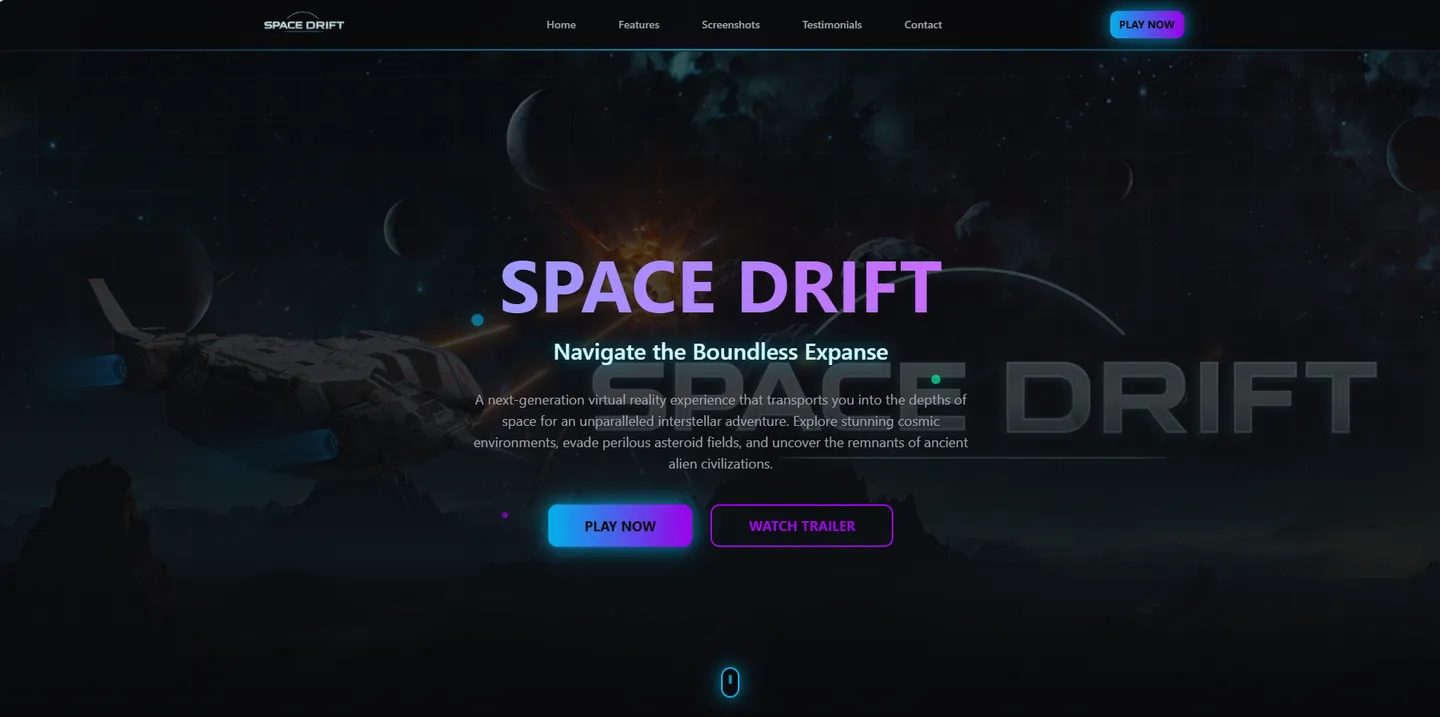 SPACE DRIFT
Home
Features
Screenshots
Testimonials
Contact
PLAY NOW
SPACE DRIFT
Navigate the Boundless Expanse
SPACE DRIFT
A next-generation virtual reality experience that transports you into the depths of
space for an unparalleled interstellar adventure. Explore stunning cosmic
environments, evade perilous asteroid fields, and uncover the remnants of ancient
alien civilizations.
PLAY NOW
WATCH TRAILER